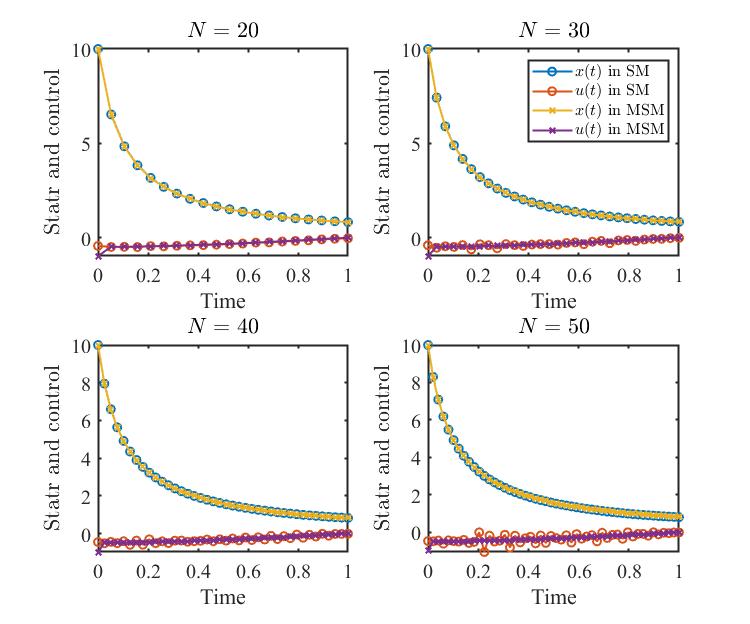 N = 20
10
5
0
Statr and control
0 0.2 0.4 0.6 0.8 1
Time
N = 30
10
5
0
Statr and control
x(t) in SM
u(t) in SM
x(t) in MSM
u(t) in MSM
0 0.2 0.4 0.6 0.8 1
Time
N = 40
10
8
6
4
2
0
Statr and control
0 0.2 0.4 0.6 0.8 1
Time
N = 50
10
8
6
4
2
0
Statr and control
0 0.2 0.4 0.6 0.8 1
Time